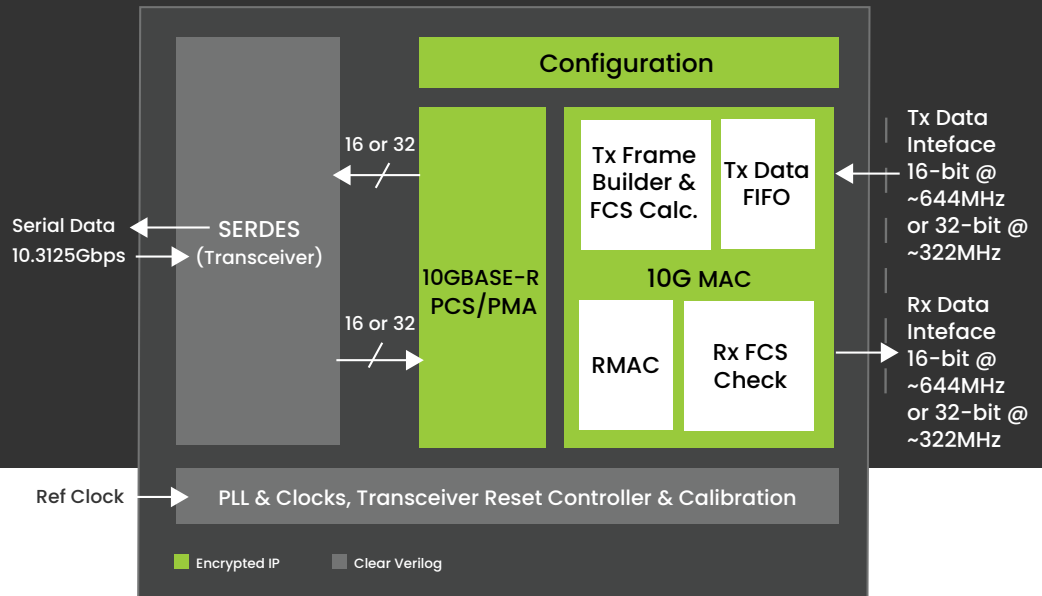 Configuration
16 or 32
Tx Frame
Builder &
FCS Calc.
Tx Data
FIFO
Tx Data
Inteface
16-bit @
~644MHz
or 32-bit @
~322MHz
Serial Data
10.3125Gbps
SERDES
(Transceiver)
10GBASE-R
PCS/PMA
10G MAC
16 or 32
RMAC
Rx FCS
Check
Rx Data
Inteface
16-bit @
~644MHz
or 32-bit @
~322MHz
Ref Clock
PLL & Clocks, Transceiver Reset Controller & Calibration
Encrypted IP
Clear Verilog